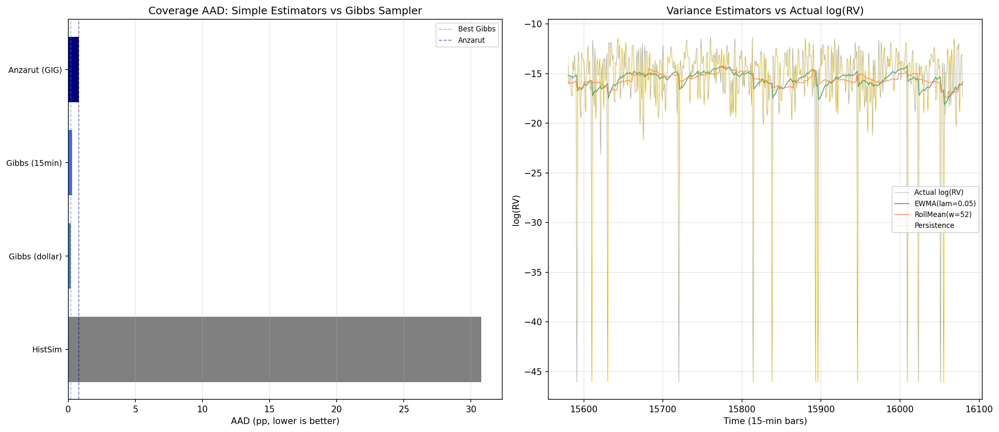 Coverage AAD: Simple Estimators vs Gibbs Sampler
Best Gibbs
Anzarut
Anzarut (GIG)
Gibbs (15min)
Gibbs (dollar)
HistSim
0
5
10
15
20
25
30
AAD (pp, lower is better)
Variance Estimators vs Actual log(RV)
−10
−15
−20
−25
−30
−35
−40
−45
log(RV)
Actual log(RV)
EWMA(lam=0.05)
RollMean(w=52)
Persistence
15600
15700
15800
15900
16000
16100
Time (15-min bars)